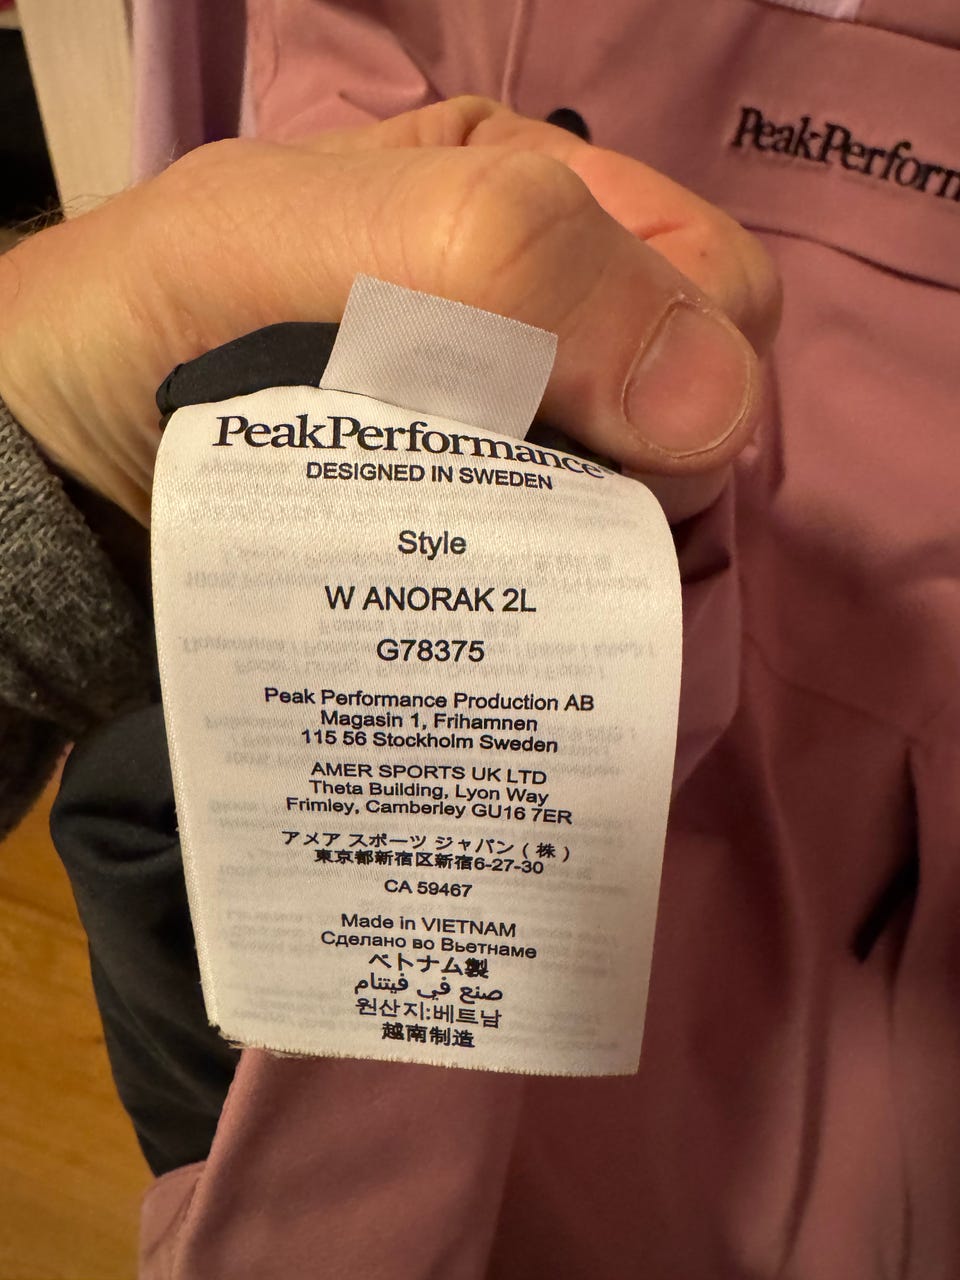 PeakPerform
PeakPerformance®
DESIGNED IN SWEDEN
Style
W ANORAK 2L
G78375
Peak Performance Production AB
Magasin 1, Frihamnen
115 56 Stockholm Sweden
AMER SPORTS UK LTD
Theta Building, Lyon Way
Frimley, Camberley GU16 7ER
アメア スポーツ ジャパン ( 株 )
東京都新宿区新宿6-27-30
CA 59467
Made in VIETNAM
Сделано во Вьетнаме
ベトナム製
صنع في فيتنام
원산지:베트남
越南制造